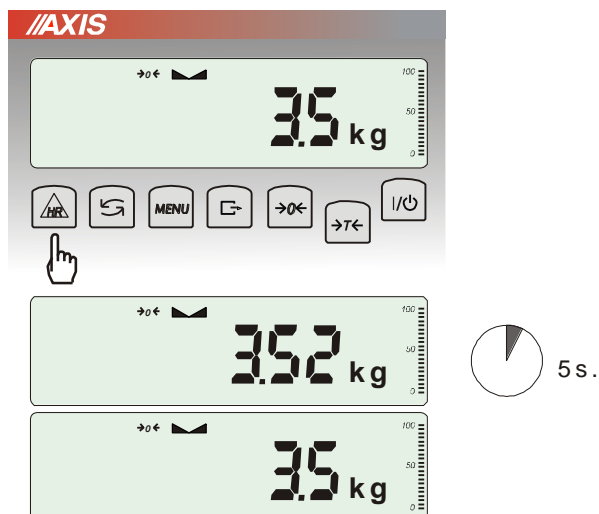 //AXIS
→0← 100
3.5 kg 50
0
HR MENU →0← →T← I/⏻
→0← 100
3.52 kg 50
0
5s.
→0← 100
3.5 kg 50
0